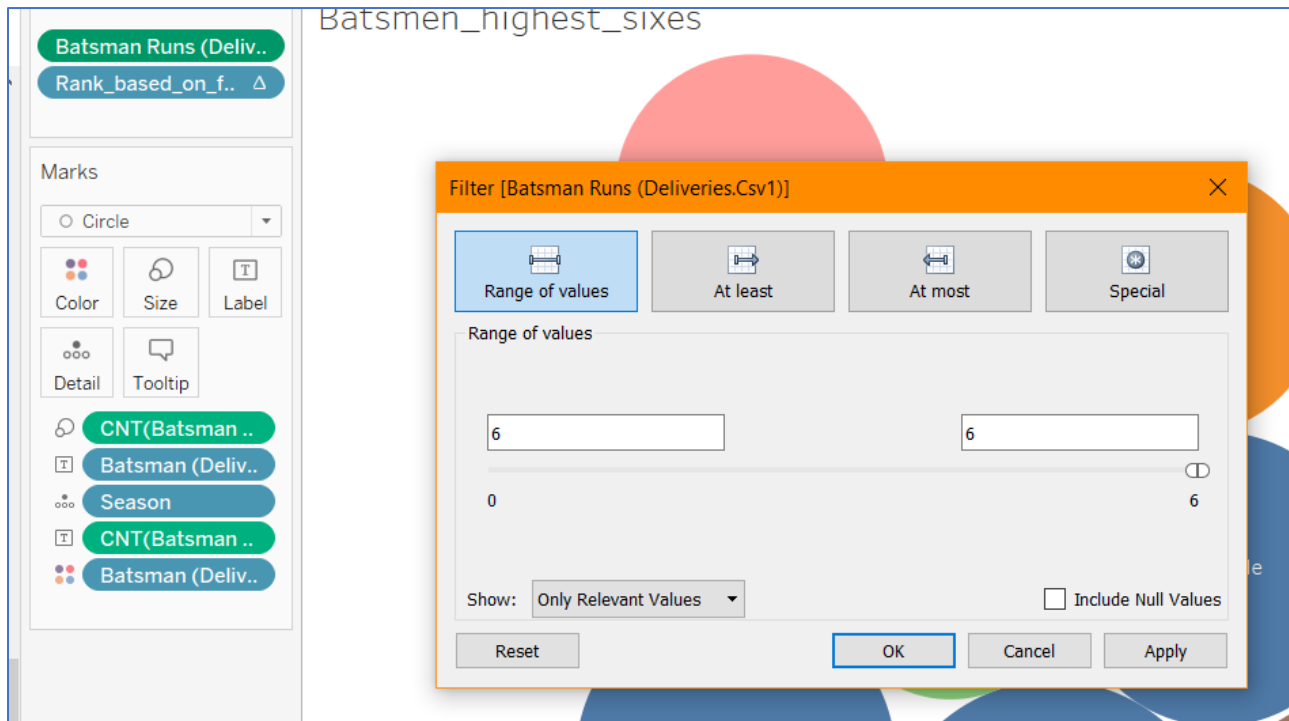 Batsmen_highest_sixes
Batsman Runs (Deliv..
Rank_based_on_f.. Δ
Marks
Circle
Color
Size
Label
Detail
Tooltip
CNT(Batsman ..
Batsman (Deliv..
Season
CNT(Batsman ..
Batsman (Deliv..
Filter [Batsman Runs (Deliveries.Csv1)]
Range of values
At least
At most
Special
Range of values
6
6
0
6
Show: Only Relevant Values
Include Null Values
Reset
OK
Cancel
Apply